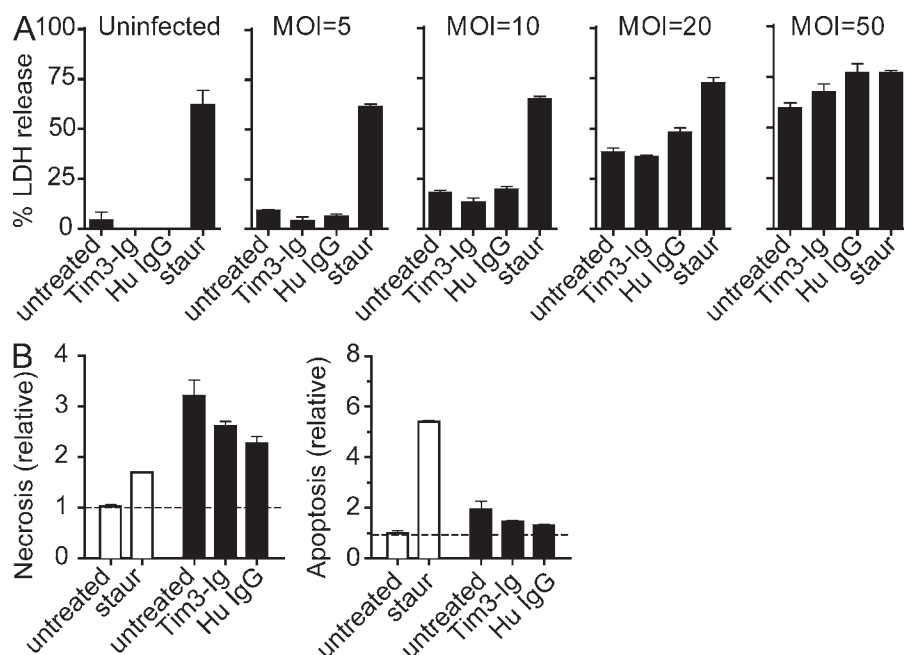 A
Uninfected
MOI=5
MOI=10
MOI=20
MOI=50
% LDH release
100
75
50
25
0
untreated
Tim3-Ig
Hu IgG
staur
untreated
Tim3-Ig
Hu IgG
staur
untreated
Tim3-Ig
Hu IgG
staur
untreated
Tim3-Ig
Hu IgG
staur
untreated
Tim3-Ig
Hu IgG
staur
B
Necrosis (relative)
4
3
2
1
0
untreated
staur
untreated
Tim3-Ig
Hu IgG
Apoptosis (relative)
8
6
4
2
0
untreated
staur
untreated
Tim3-Ig
Hu IgG